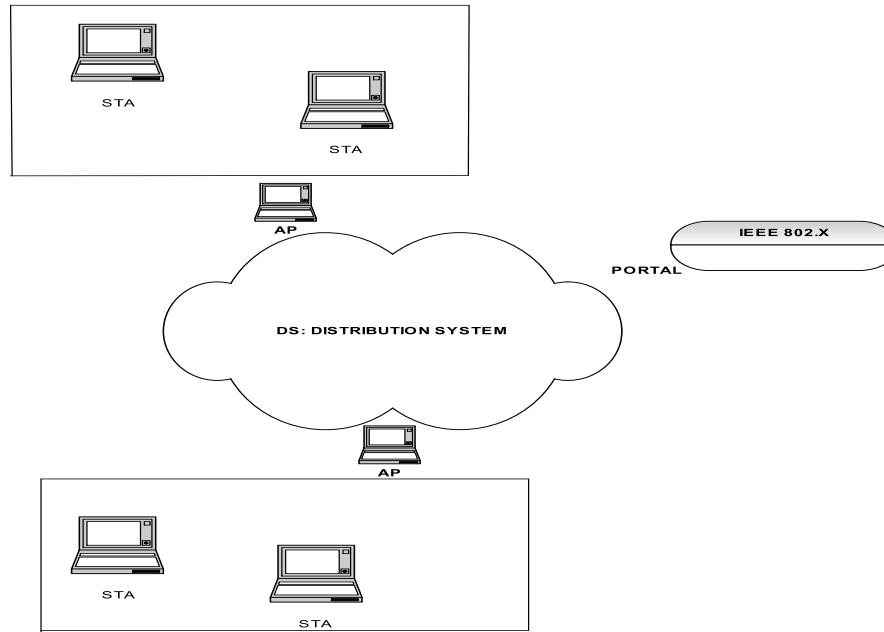 STA
STA
AP
IEEE 802.X
PORTAL
DS: DISTRIBUTION SYSTEM
AP
STA
STA